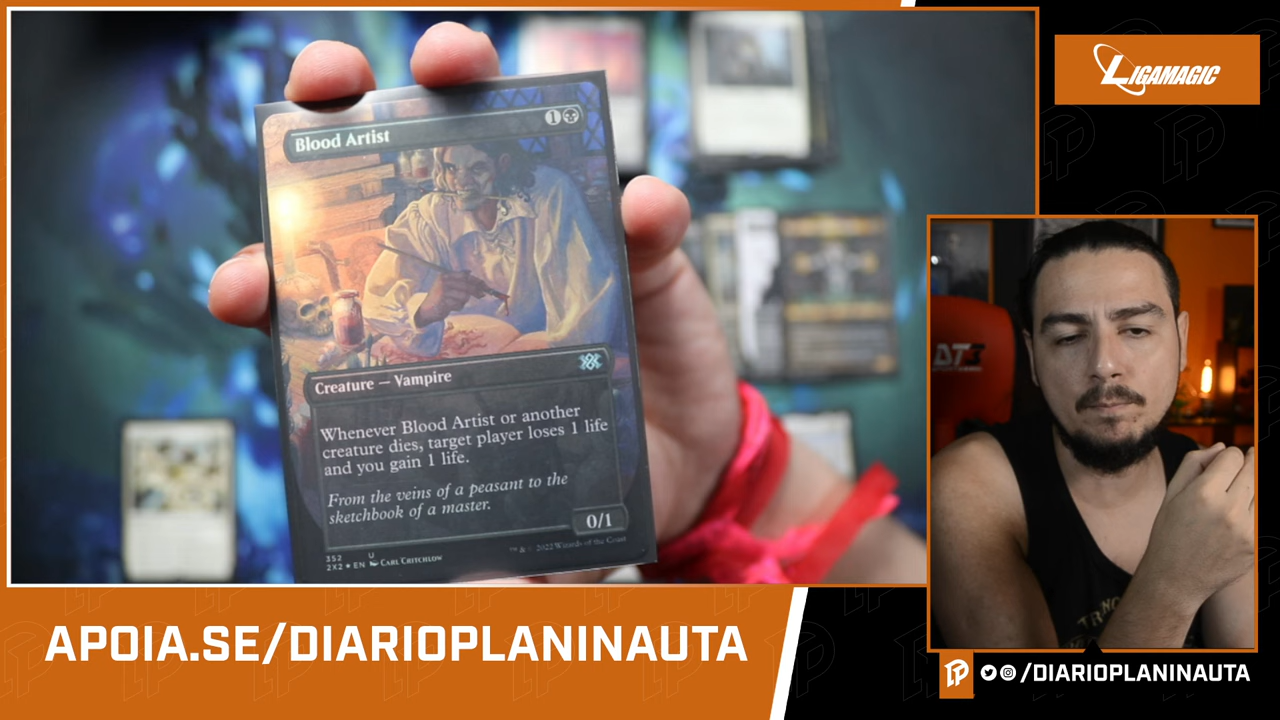 Blood Artist
1
Creature — Vampire
Whenever Blood Artist or another
creature dies, target player loses 1 life
and you gain 1 life.
From the veins of a peasant to the
sketchbook of a master.
0/1
352 U
2X2 ★ EN CARL CRITCHLOW
™ & © 2022 Wizards of the Coast
LIGAMAGIC
DT3
APOIA.SE/DIARIOPLANINAUTA
/DIARIOPLANINAUTA